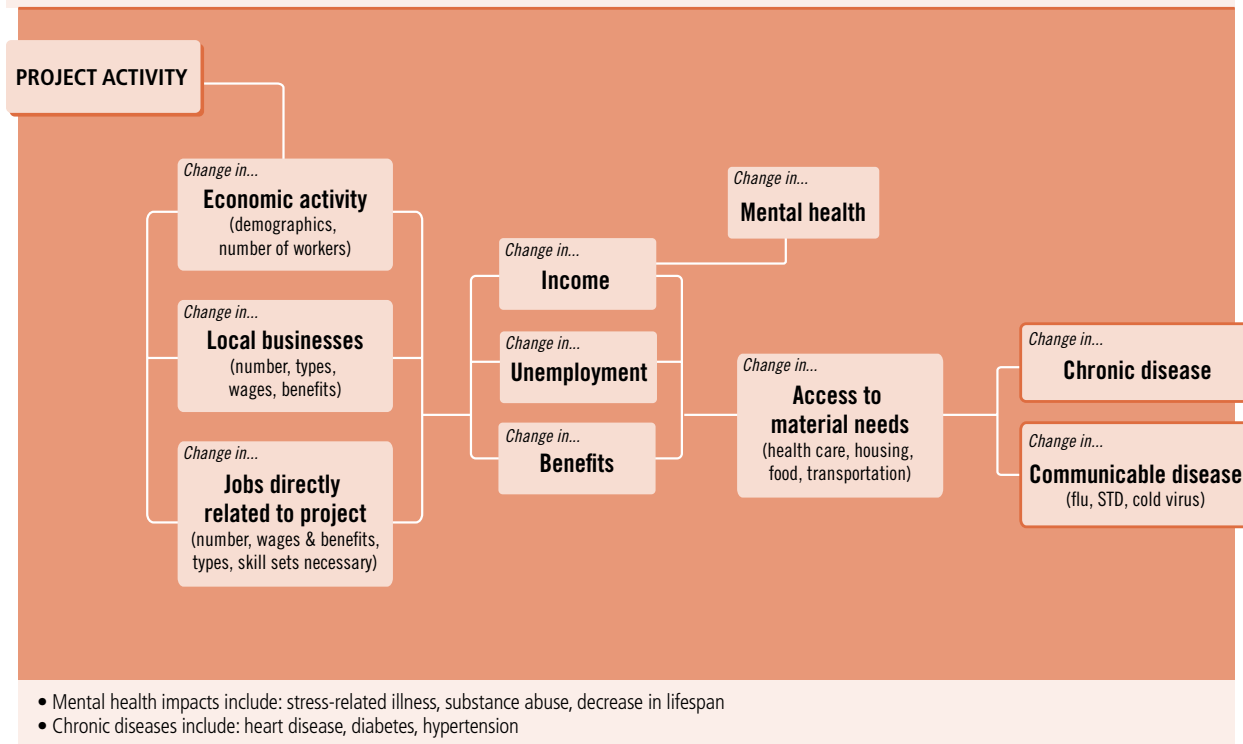 PROJECT ACTIVITY
Change in...
Economic activity
(demographics,
number of workers)
Change in...
Local businesses
(number, types,
wages, benefits)
Change in...
Jobs directly
related to project
(number, wages & benefits,
types, skill sets necessary)
Change in...
Income
Change in...
Unemployment
Change in...
Benefits
Change in...
Mental health
Change in...
Access to
material needs
(health care, housing,
food, transportation)
Change in...
Chronic disease
Change in...
Communicable disease
(flu, STD, cold virus)
• Mental health impacts include: stress-related illness, substance abuse, decrease in lifespan
• Chronic diseases include: heart disease, diabetes, hypertension